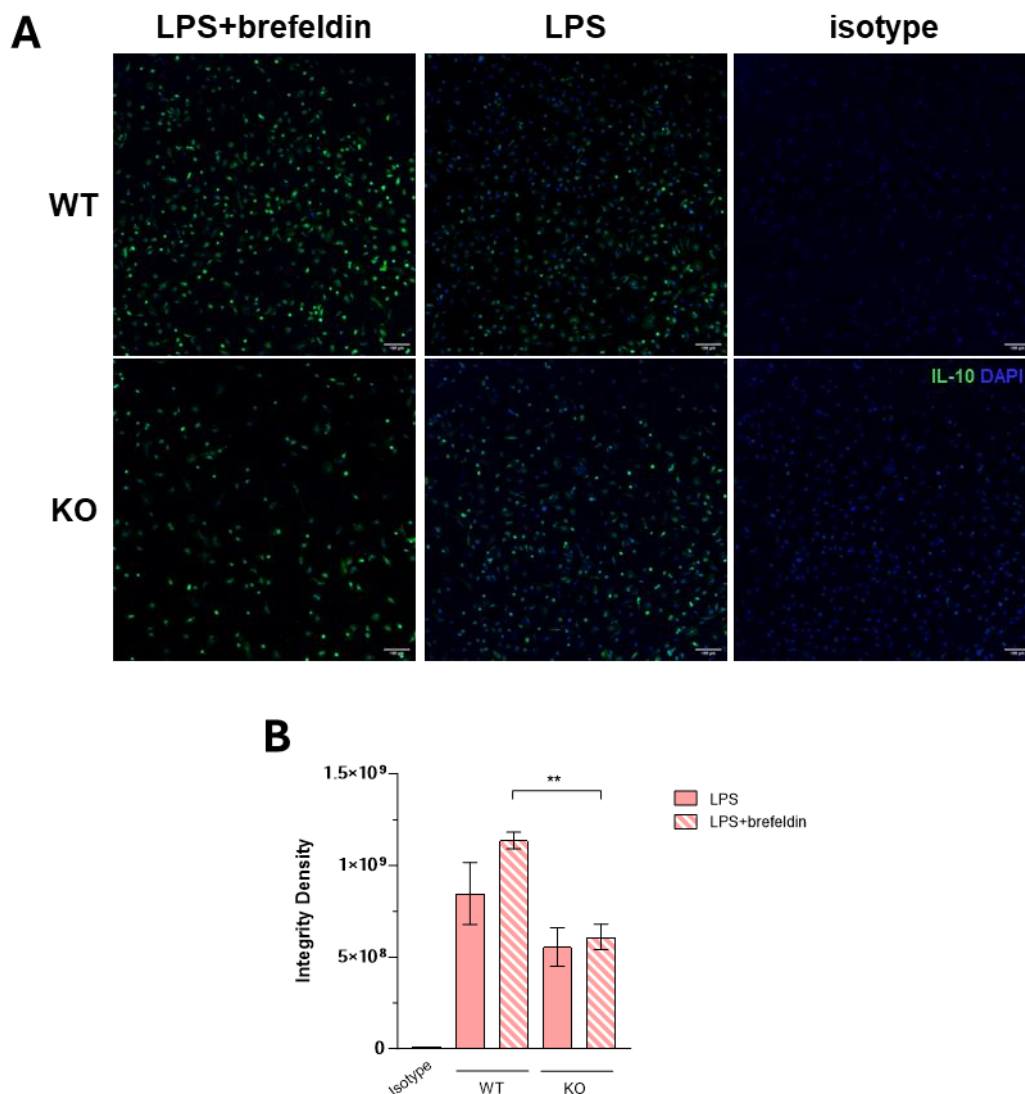 A
LPS+brefeldin
LPS
isotype
WT
KO
IL-10 DAPI
B
1.5×10⁹
1×10⁹
5×10⁸
0
Integrity Density
**
LPS
LPS+brefeldin
Isotype
WT
KO